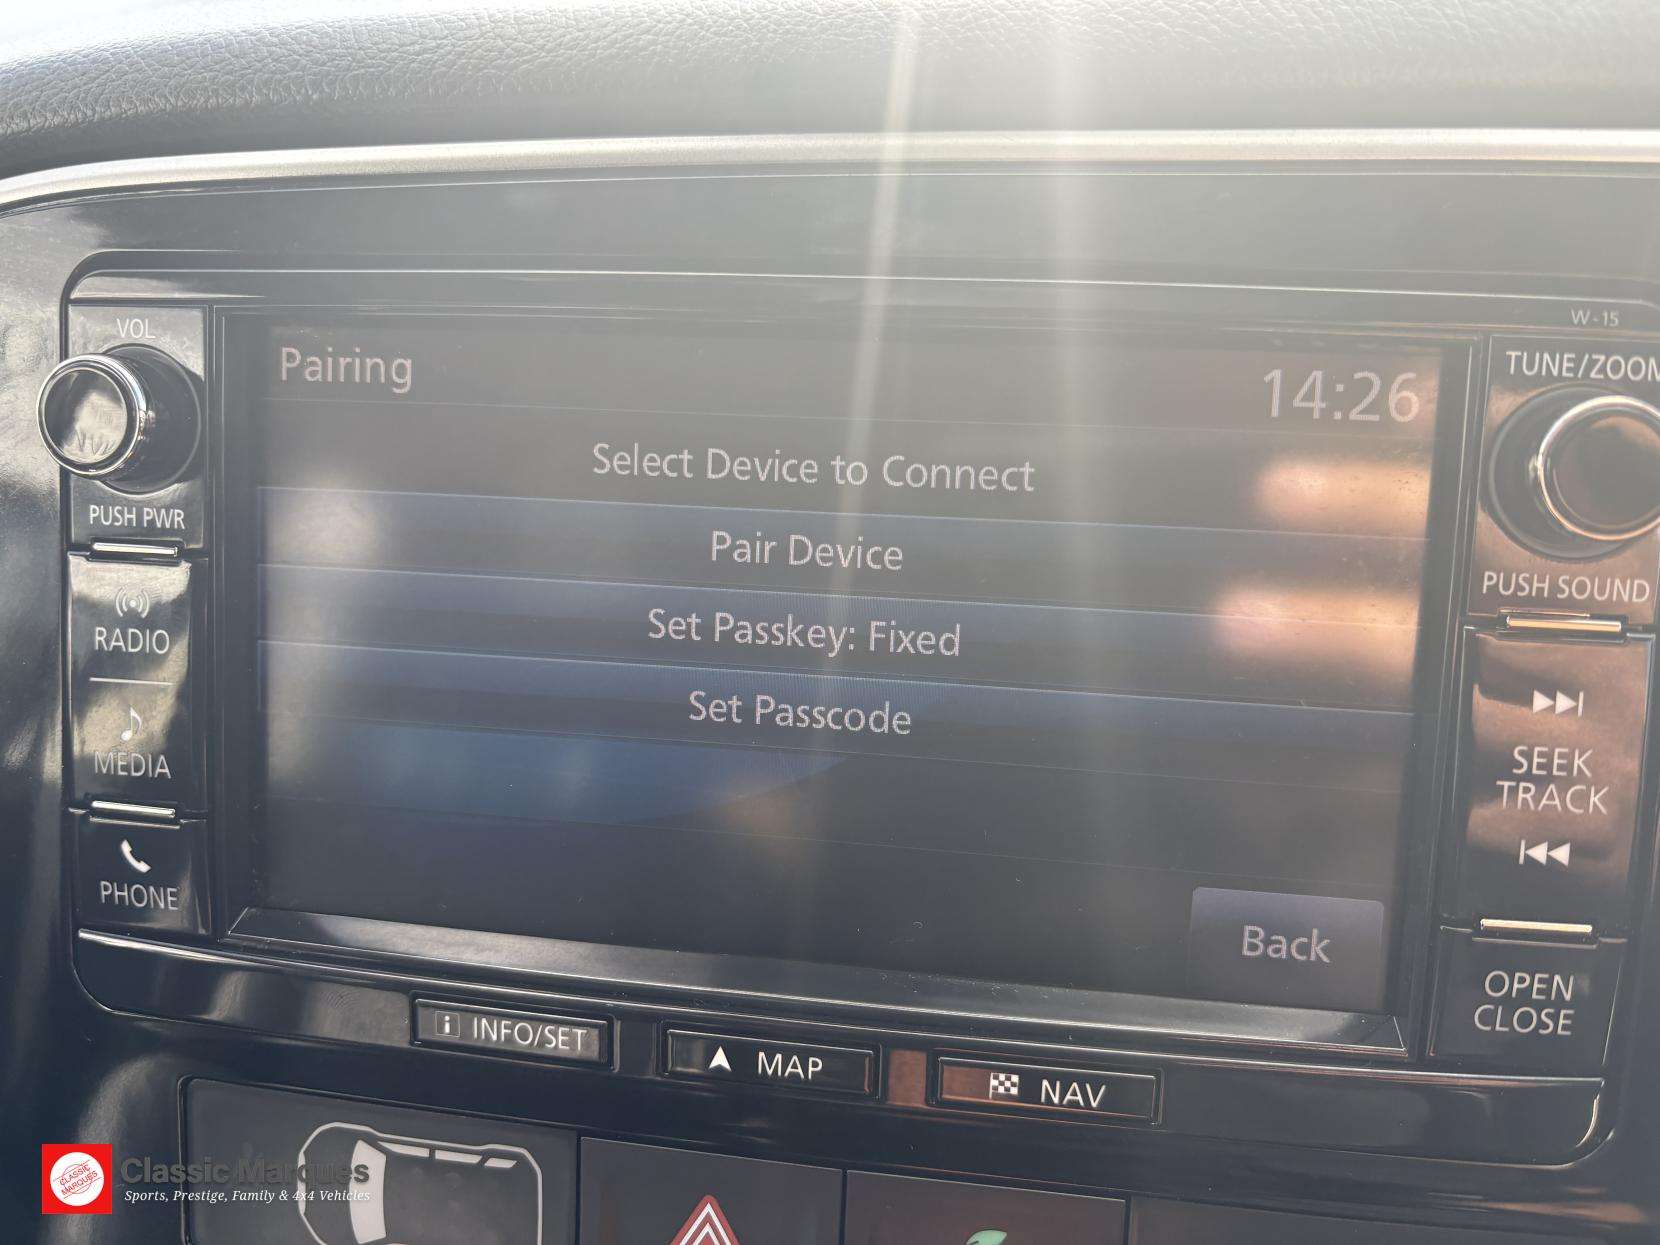 W-15
VOL
TUNE/ZOOM
Pairing
14:26
Select Device to Connect
PUSH PWR
Pair Device
PUSH SOUND
RADIO
Set Passkey: Fixed
Set Passcode
MEDIA
SEEK
TRACK
PHONE
Back
OPEN
CLOSE
i INFO/SET
MAP
NAV
CLASSIC
MARQUES
Classic Marques
Sports, Prestige, Family & 4x4 Vehicles